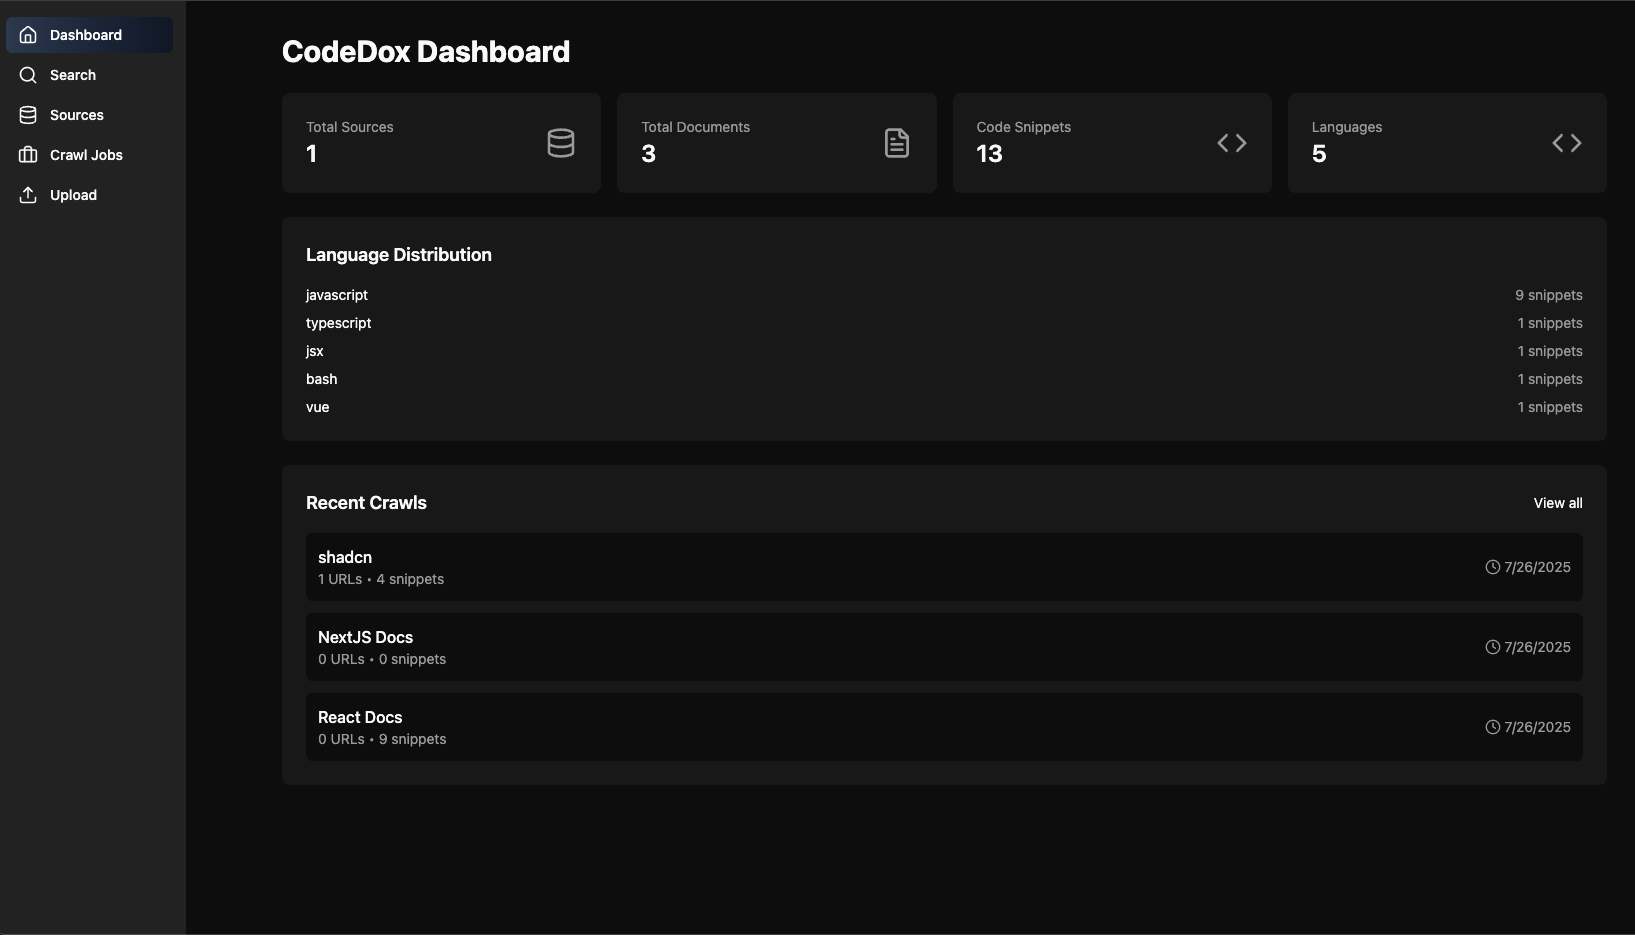 Dashboard
Search
Sources
Crawl Jobs
Upload
CodeDox Dashboard
Total Sources
1
Total Documents
3
Code Snippets
13
Languages
5
Language Distribution
javascript 9 snippets
typescript 1 snippets
jsx 1 snippets
bash 1 snippets
vue 1 snippets
Recent Crawls View all
shadcn
1 URLs • 4 snippets
7/26/2025
NextJS Docs
0 URLs • 0 snippets
7/26/2025
React Docs
0 URLs • 9 snippets
7/26/2025